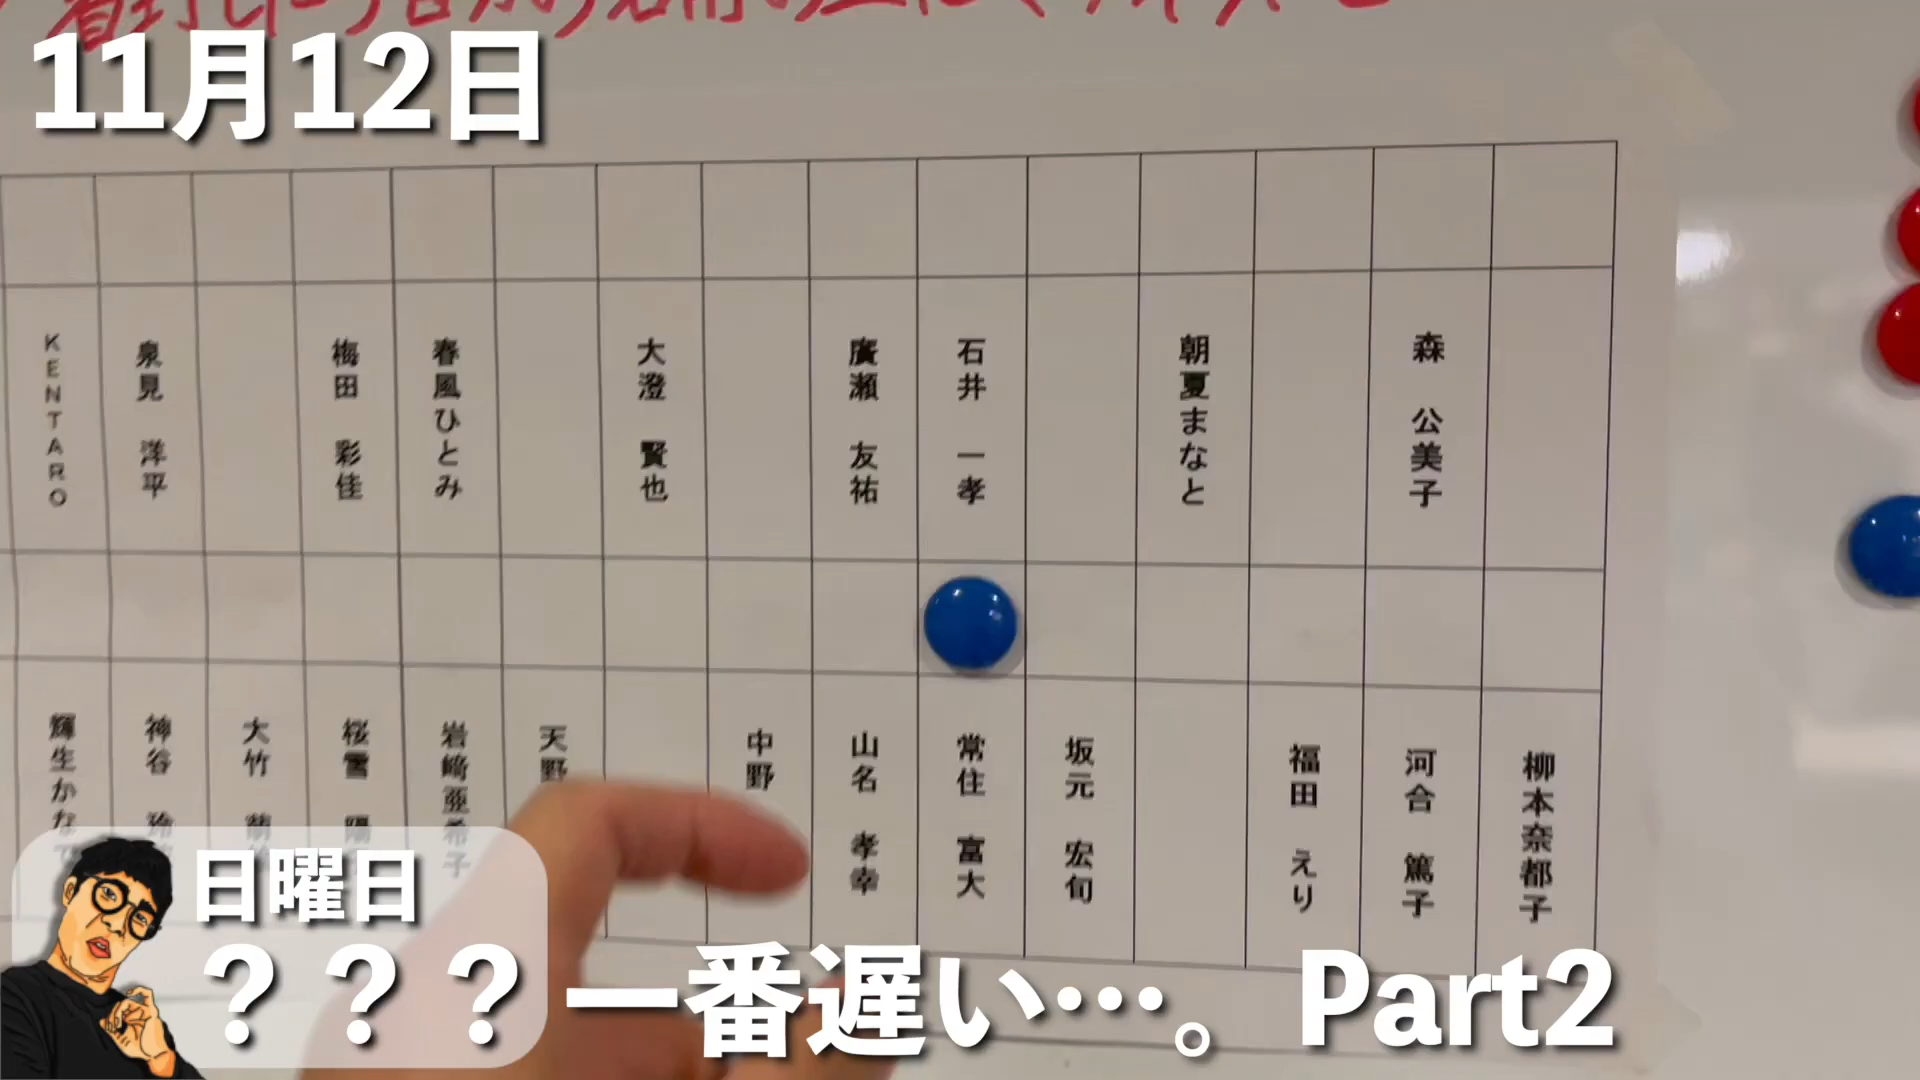 11月12日
KENTARO
泉見 洋平
梅田 彩佳
春風ひとみ
大澄 賢也
廣瀬 友祐
石井 一孝
朝夏まなと
森 公美子
輝生かなで
神谷
大竹
桜雪
岩﨑亜希子
天野
中野
山名 孝幸
常住 富大
坂元 宏旬
福田 えり
河合 篤子
柳本奈都子
日曜日
？？？一番遅い…。 Part2